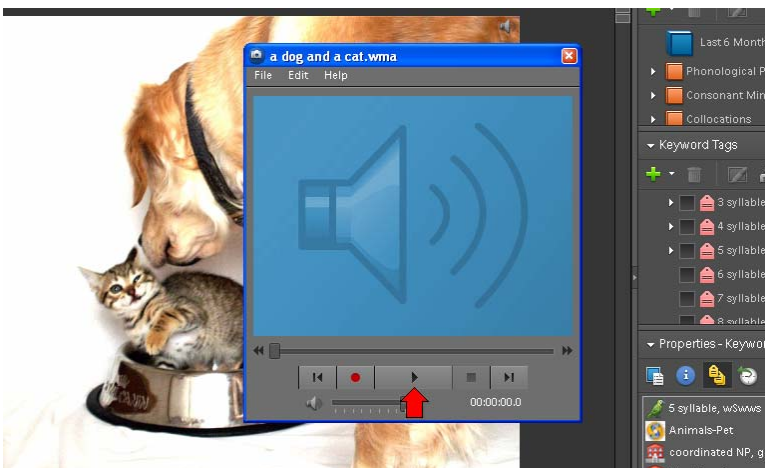 a dog and a cat.wma
File Edit Help
00:00:00.0
Last 6 Month
Phonological P
Consonant Min
Collocations
Keyword Tags
3 syllable
4 syllable
5 syllable
6 syllable
7 syllable
8 syllable
Properties - Keywor
5 syllable, wSwws
Animals-Pet
coordinated NP, g